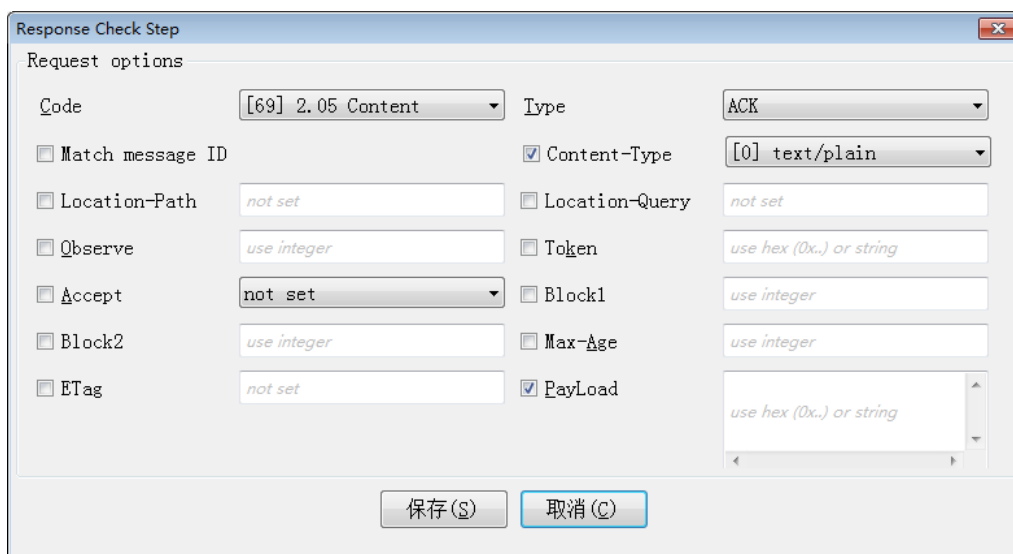 Response Check Step
Request options
Code [69] 2.05 Content Type ACK
Match message ID Content-Type [0] text/plain
Location-Path not set Location-Query not set
Observe use integer Token use hex (0x..) or string
Accept not set Block1 use integer
Block2 use integer Max-Age use integer
ETag not set PayLoad use hex (0x..) or string
保存(S) 取消(C)